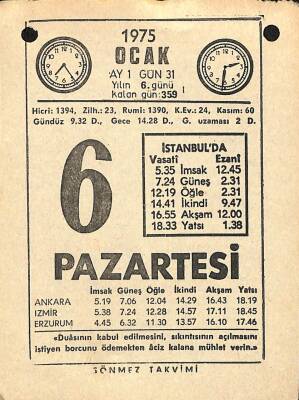 1975
OCAK
AY 1 GÜN 31
Yılın 6. günü
kalan gün: 359
Hicri: 1394, Zilh.: 23, Rumi: 1390, K.Ev.: 24, Kasım: 60
Gündüz 9.32 D., Gece 14.28 D., G. uzaması 2 D.
6
İSTANBUL'DA
Vasatî Ezanî
5.35 İmsak 12.45
7.24 Güneş 2.31
12.19 Öğle 2.31
14.41 İkindi 9.47
16.55 Akşam 12.00
18.33 Yatsı 1.38
PAZARTESİ
İmsak Güneş Öğle İkindi Akşam Yatsı
ANKARA 5.19 7.06 12.04 14.29 16.43 18.19
İZMİR 5.38 7.24 12.28 14.57 17.11 18.45
ERZURUM 4.45 6.32 11.30 13.57 16.10 17.46
«Duâsının kabul edilmesini, sıkıntısının açılmasını
istiyen borcunu ödemekten âciz kalana mühlet verin.»
SÖNMEZ TAKVİMİ